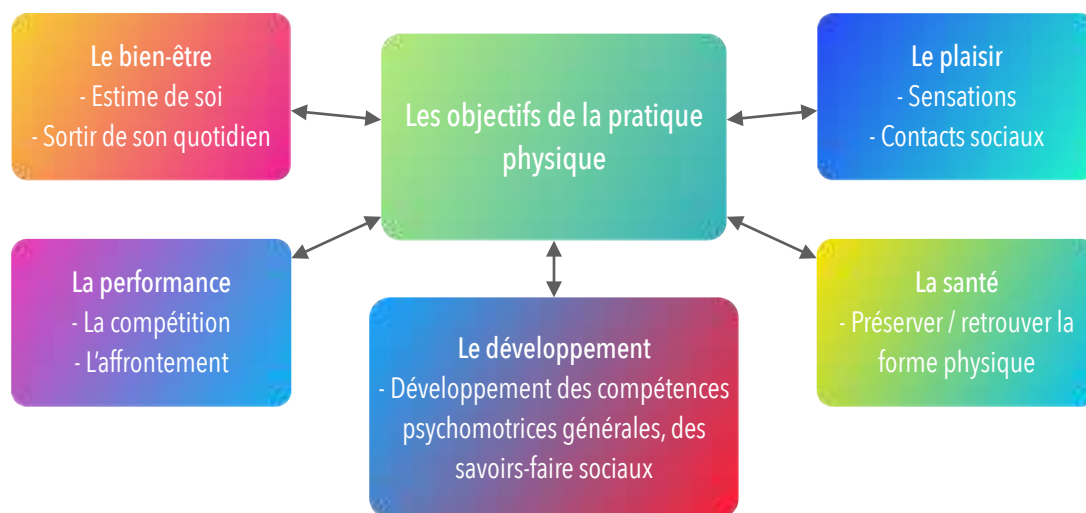 Le bien-être
- Estime de soi
- Sortir de son quotidien
Les objectifs de la pratique
physique
Le plaisir
- Sensations
- Contacts sociaux
La performance
- La compétition
- L'affrontement
Le développement
- Développement des compétences
psychomotrices générales, des
savoirs-faire sociaux
La santé
- Préserver / retrouver la
forme physique